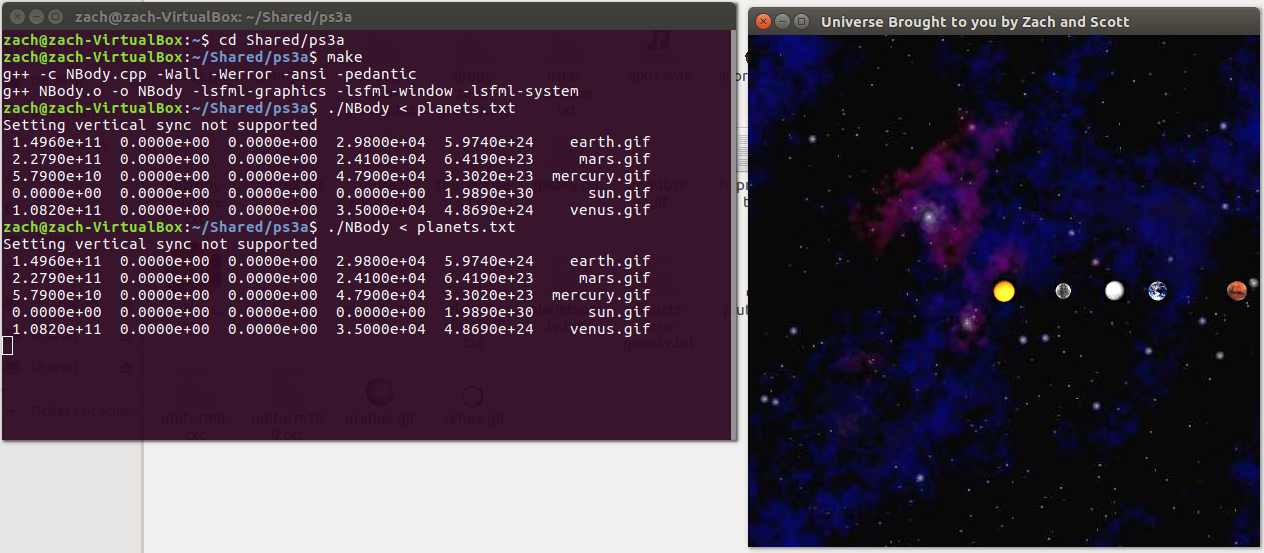 zach@zach-VirtualBox: ~/Shared/ps3a
zach@zach-VirtualBox:~$ cd Shared/ps3a
zach@zach-VirtualBox:~/Shared/ps3a$ make
g++ -c NBody.cpp -Wall -Werror -ansi -pedantic
g++ NBody.o -o NBody -lsfml-graphics -lsfml-window -lsfml-system
zach@zach-VirtualBox:~/Shared/ps3a$ ./NBody < planets.txt
Setting vertical sync not supported
1.4960e+11 0.0000e+00 0.0000e+00 2.9800e+04 5.9740e+24 earth.gif
2.2790e+11 0.0000e+00 0.0000e+00 2.4100e+04 6.4190e+23 mars.gif
5.7900e+10 0.0000e+00 0.0000e+00 4.7900e+04 3.3020e+23 mercury.gif
0.0000e+00 0.0000e+00 0.0000e+00 0.0000e+00 1.9890e+30 sun.gif
1.0820e+11 0.0000e+00 0.0000e+00 3.5000e+04 4.8690e+24 venus.gif
zach@zach-VirtualBox:~/Shared/ps3a$ ./NBody < planets.txt
Setting vertical sync not supported
1.4960e+11 0.0000e+00 0.0000e+00 2.9800e+04 5.9740e+24 earth.gif
2.2790e+11 0.0000e+00 0.0000e+00 2.4100e+04 6.4190e+23 mars.gif
5.7900e+10 0.0000e+00 0.0000e+00 4.7900e+04 3.3020e+23 mercury.gif
0.0000e+00 0.0000e+00 0.0000e+00 0.0000e+00 1.9890e+30 sun.gif
1.0820e+11 0.0000e+00 0.0000e+00 3.5000e+04 4.8690e+24 venus.gif
2001.wav
Shared
Other Locations
uniform8.
txt
uniform10
0.txt
uranus.gif
venus.gif
Universe Brought to you by Zach and Scott